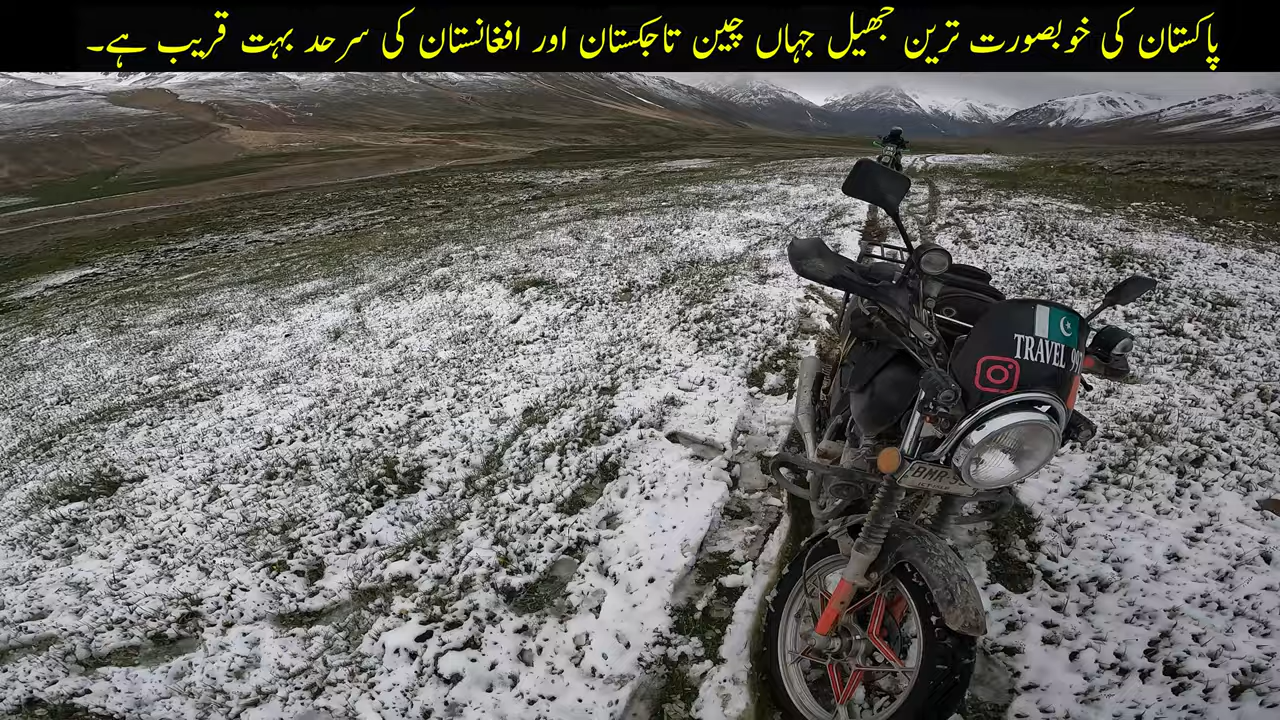 پاکستان کی خوبصورت ترین جھیل جہاں چین تاجکستان اور افغانستان کی سرحد بہت قریب ہے۔
TRAVEL